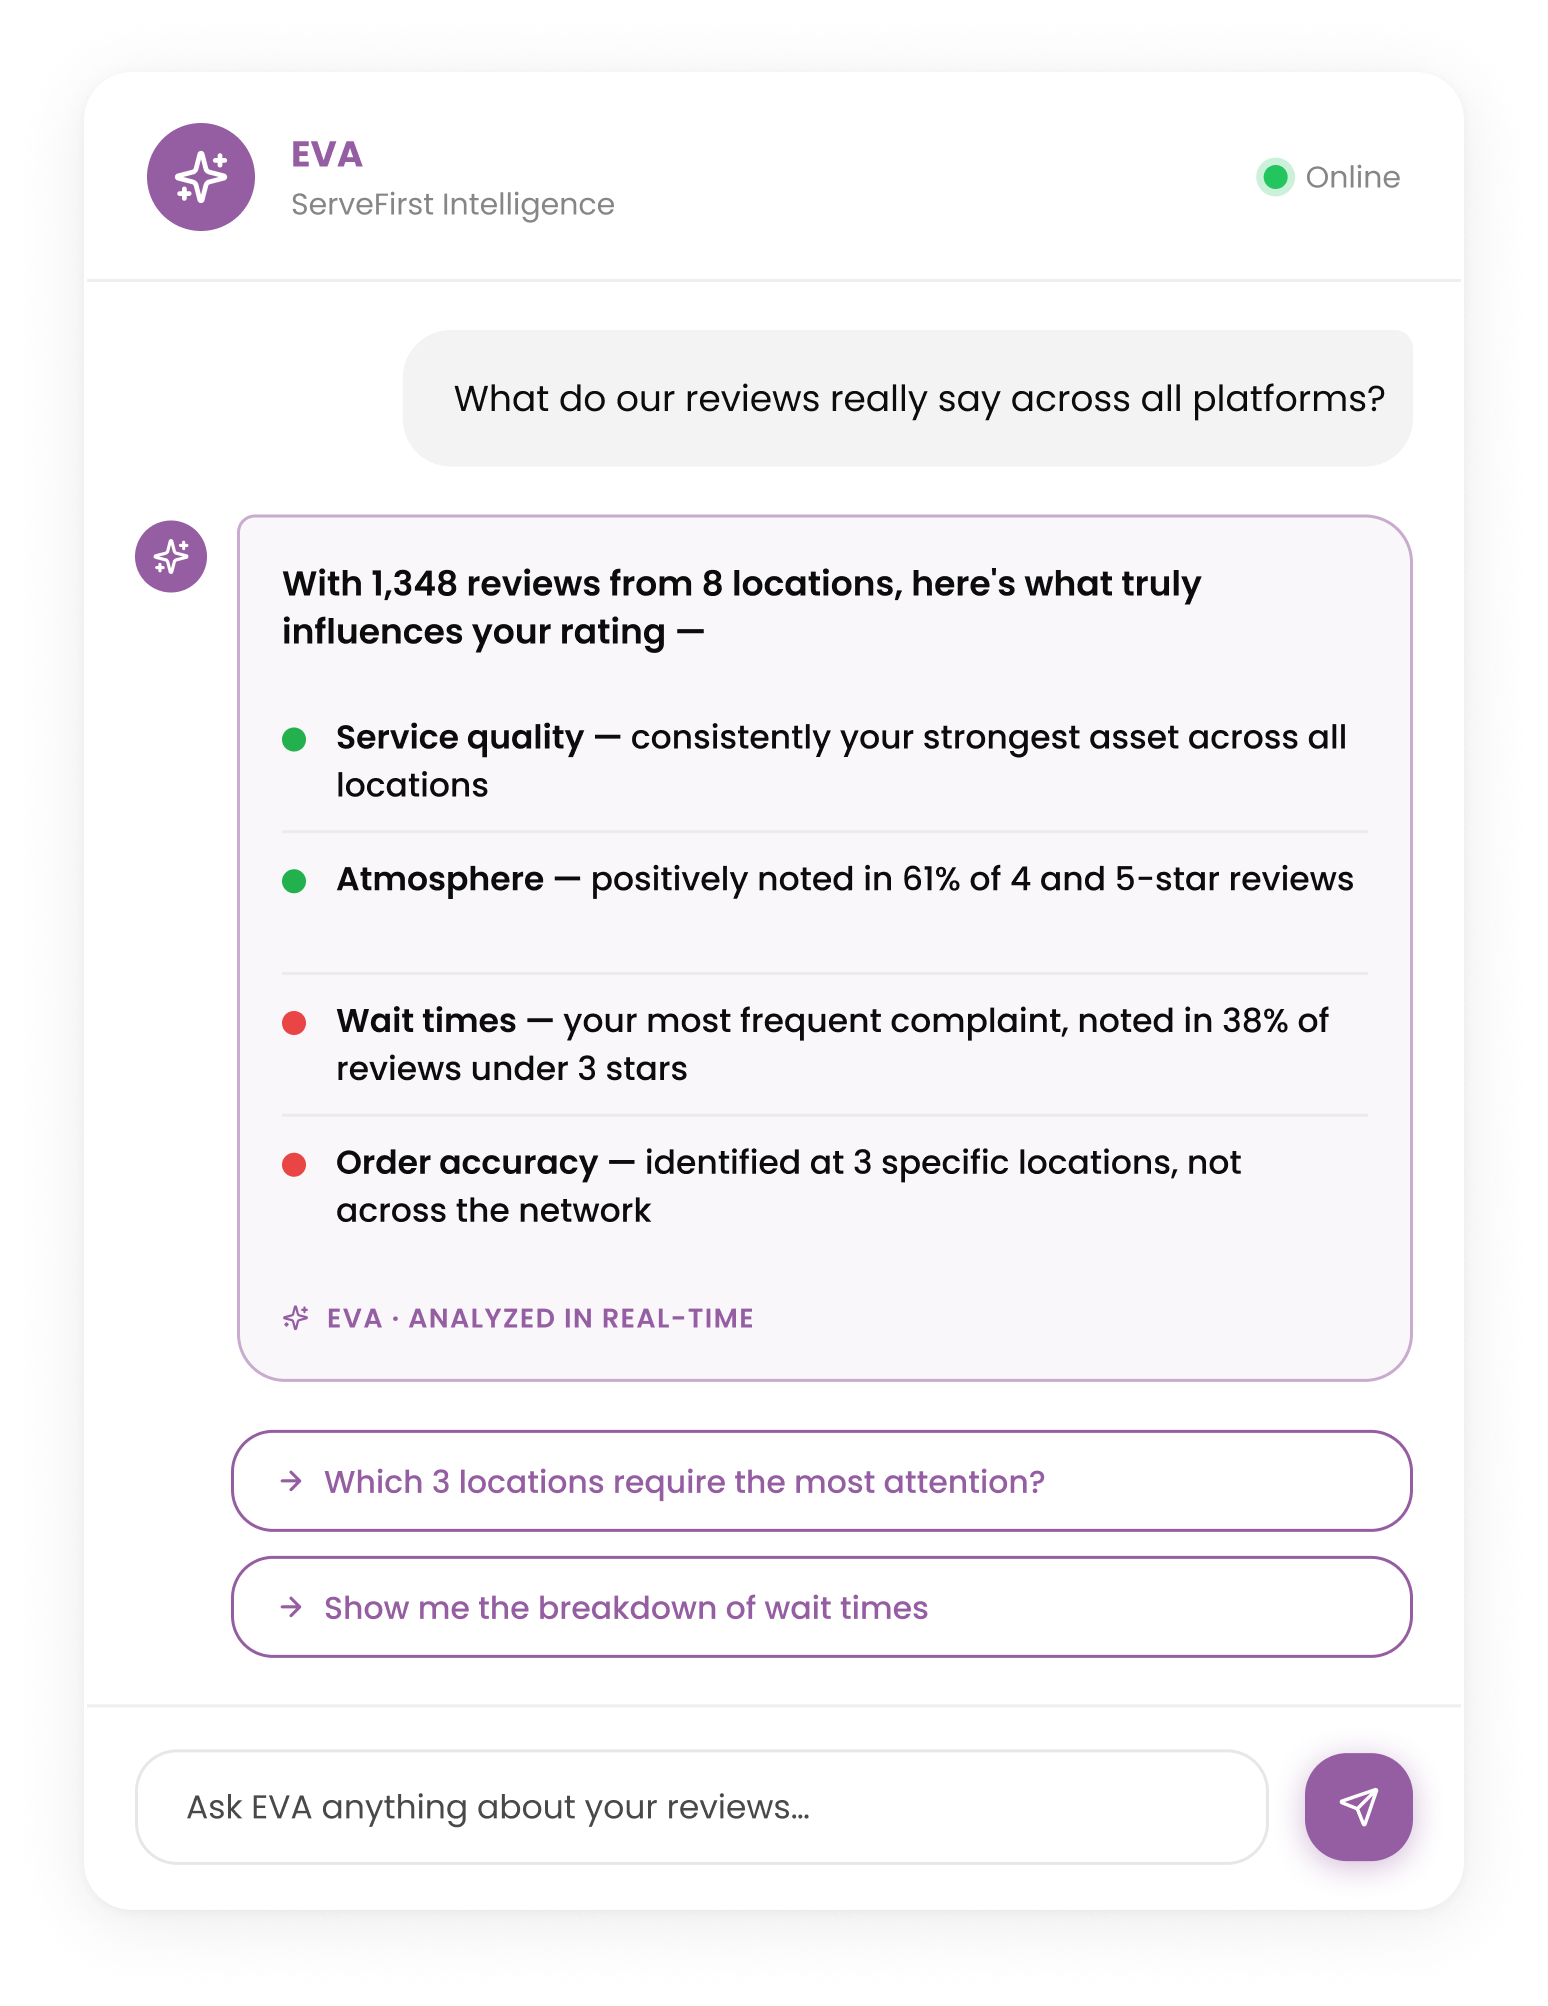 EVA
ServeFirst Intelligence
Online
What do our reviews really say across all platforms?
With 1,348 reviews from 8 locations, here's what truly
influences your rating —
Service quality — consistently your strongest asset across all
locations
Atmosphere — positively noted in 61% of 4 and 5-star reviews
Wait times — your most frequent complaint, noted in 38% of
reviews under 3 stars
Order accuracy — identified at 3 specific locations, not
across the network
EVA · ANALYZED IN REAL-TIME
→ Which 3 locations require the most attention?
→ Show me the breakdown of wait times
Ask EVA anything about your reviews...